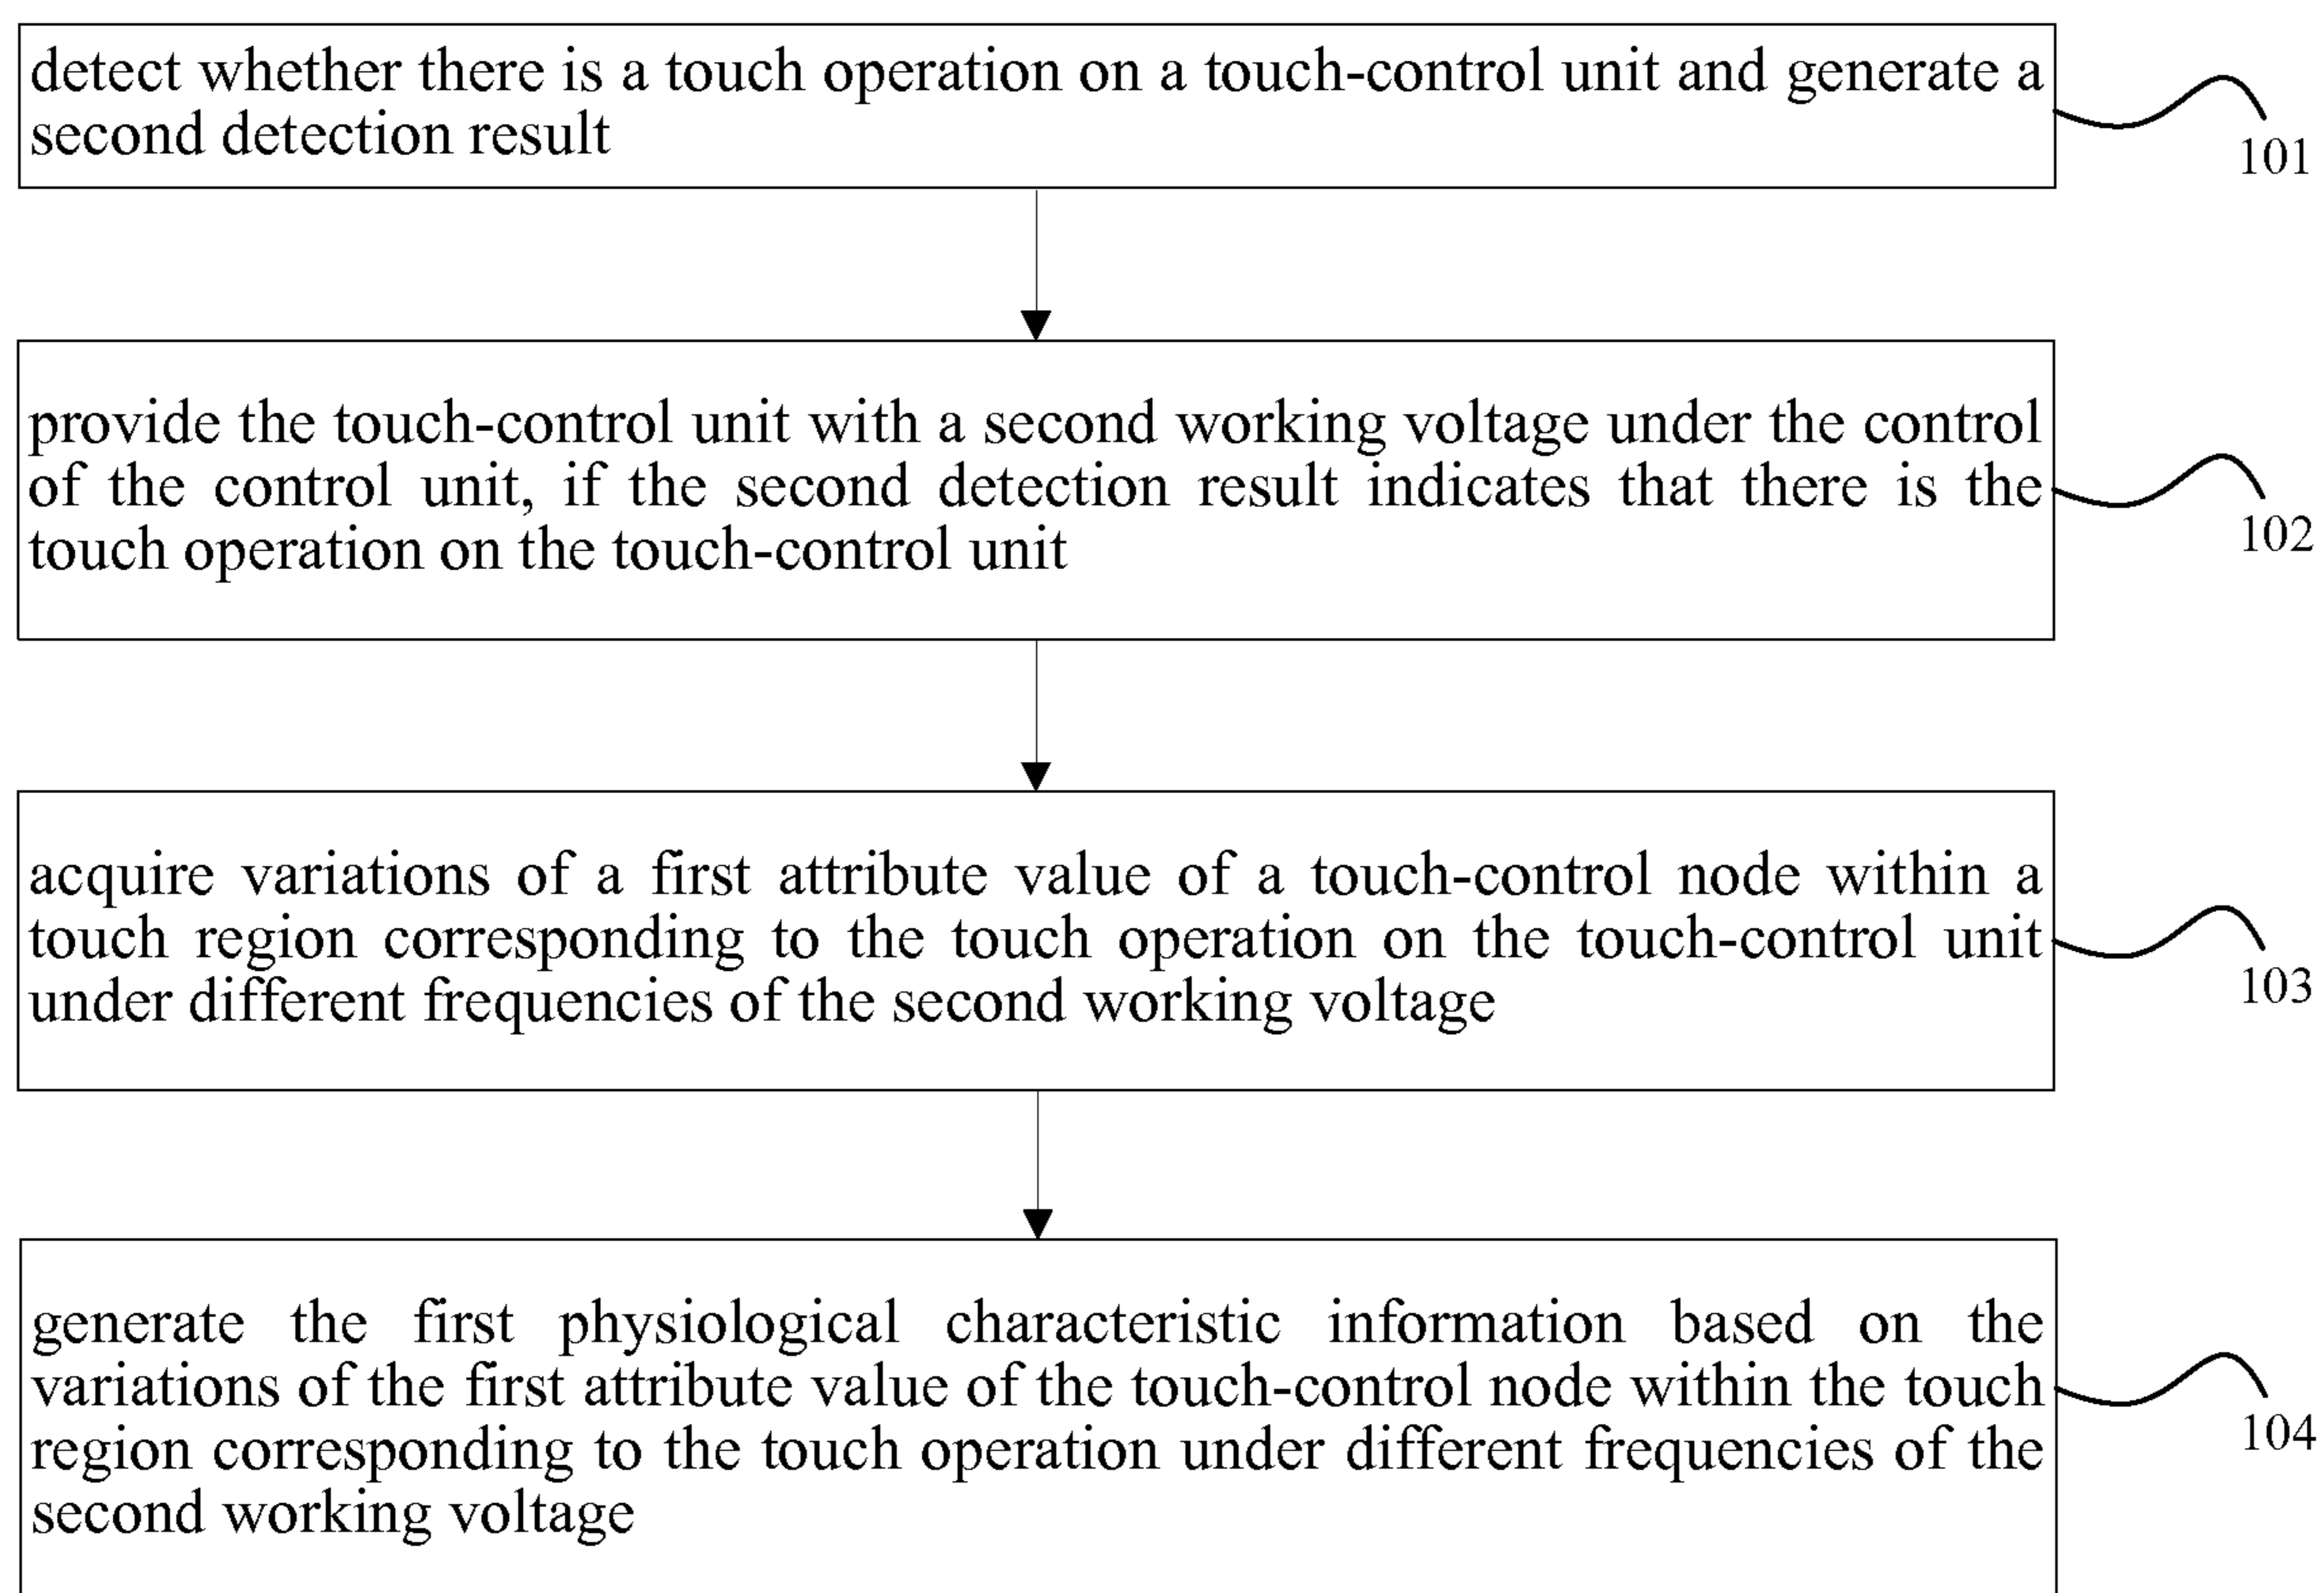 detect whether there is a touch operation on a touch-control unit and generate a
second detection result
101
provide the touch-control unit with a second working voltage under the control
of the control unit, if the second detection result indicates that there is the
touch operation on the touch-control unit
102
acquire variations of a first attribute value of a touch-control node within a
touch region corresponding to the touch operation on the touch-control unit
under different frequencies of the second working voltage
103
generate the first physiological characteristic information based on the
variations of the first attribute value of the touch-control node within the touch
region corresponding to the touch operation under different frequencies of the
second working voltage
104